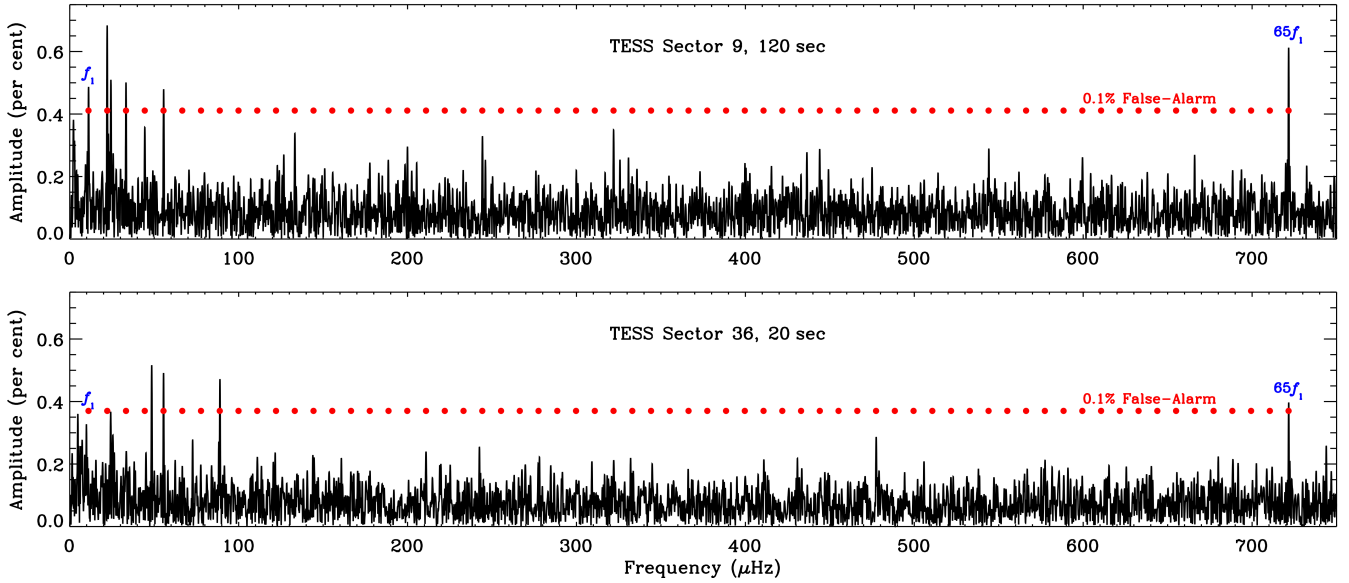 TESS Sector 9, 120 sec
65f₁
f₁
0.1% False-Alarm
Amplitude (per cent)
0.6
0.4
0.2
0.0
0 100 200 300 400 500 600 700
TESS Sector 36, 20 sec
f₁
65f₁
0.1% False-Alarm
Amplitude (per cent)
0.6
0.4
0.2
0.0
0 100 200 300 400 500 600 700
Frequency (μHz)